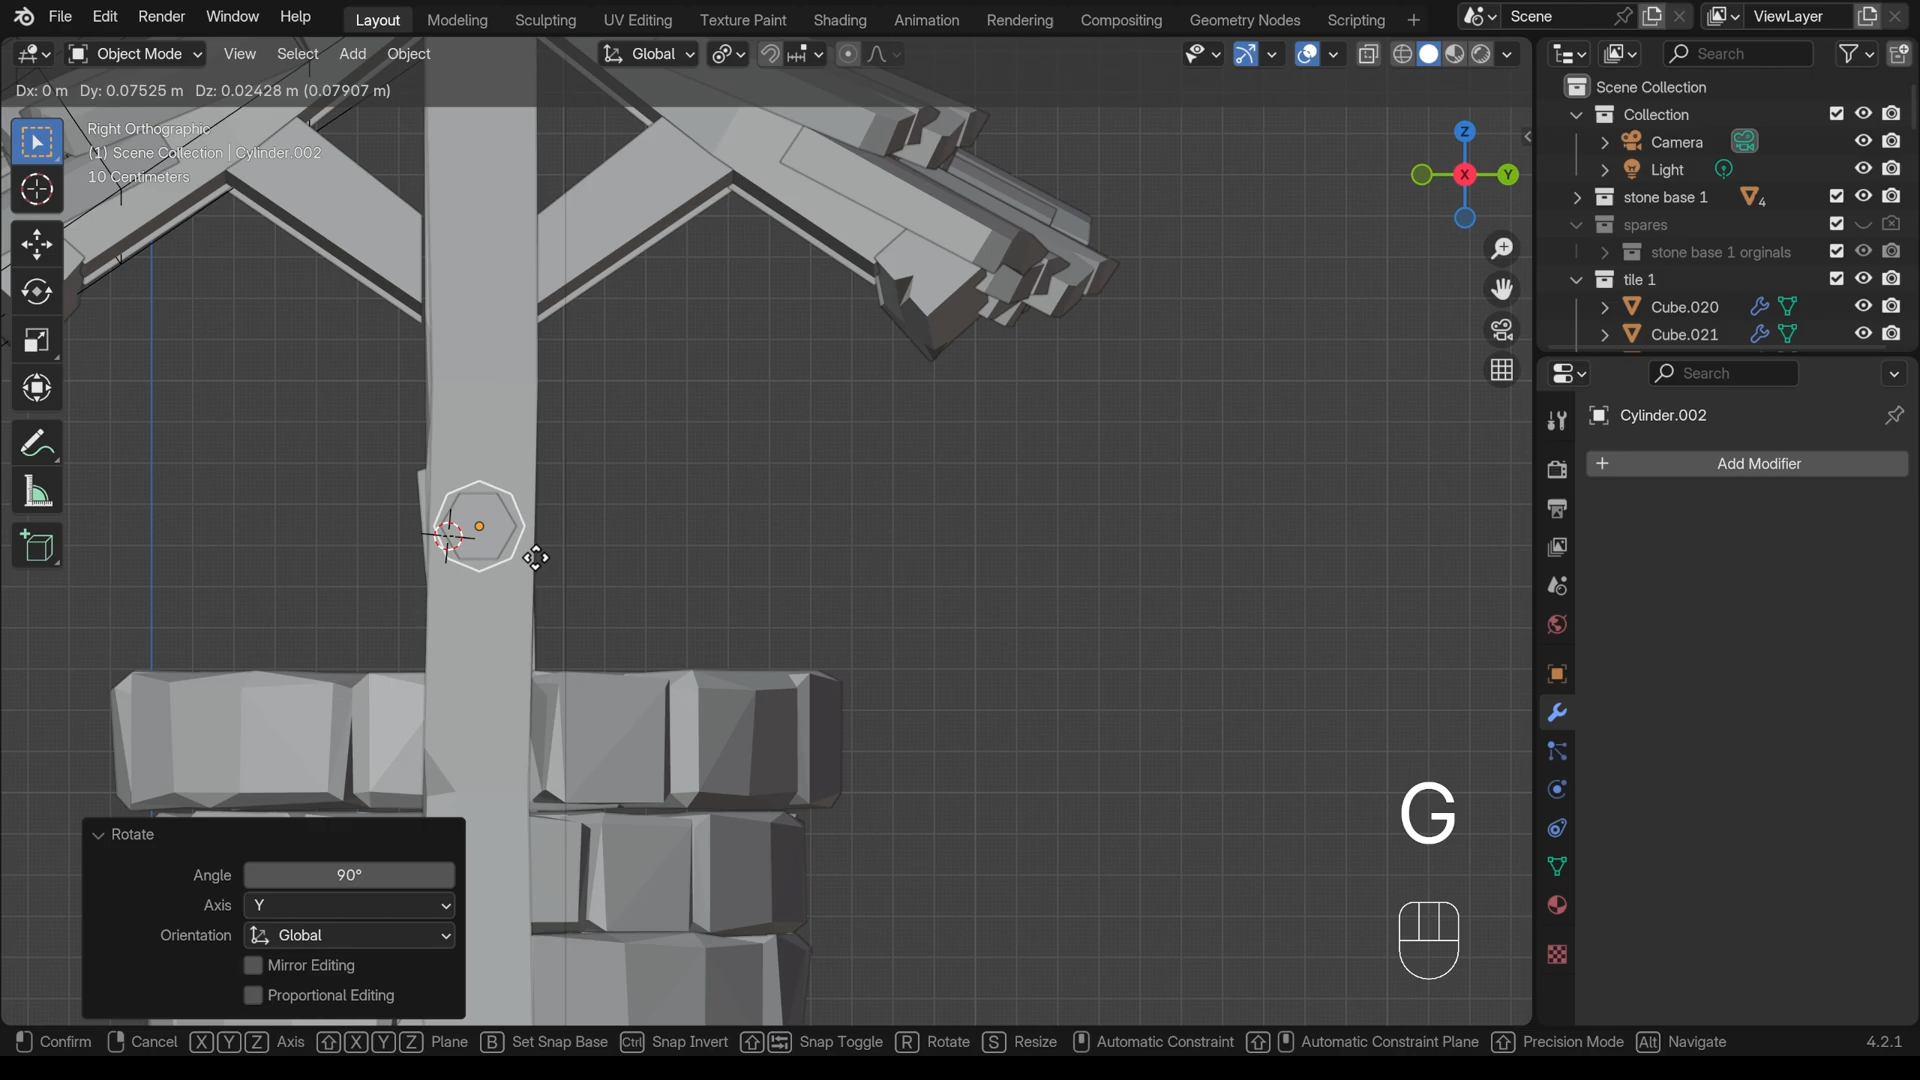 File Edit Render Window Help Layout Modeling Sculpting UV Editing Texture Paint Shading Animation Rendering Compositing Geometry Nodes Scripting Scene ViewLayer
Object Mode View Select Add Object Global Search
Dx: 0 m Dy: 0.07525 m Dz: 0.02428 m (0.07907 m)
Right Orthographic
(1) Scene Collection | Cylinder.002
10 Centimeters
Z
X
Y
Scene Collection
Collection
Camera
Light
stone base 1 4
spares
stone base 1 orginals
tile 1
Cube.020
Cube.021
Search
Cylinder.002
+ Add Modifier
G
Rotate
Angle 90°
Axis Y
Orientation Global
Mirror Editing
Proportional Editing
Confirm Cancel X Y Z Axis X Y Z Plane B Set Snap Base Ctrl Snap Invert Snap Toggle R Rotate S Resize Automatic Constraint Automatic Constraint Plane Precision Mode Alt Navigate 4.2.1